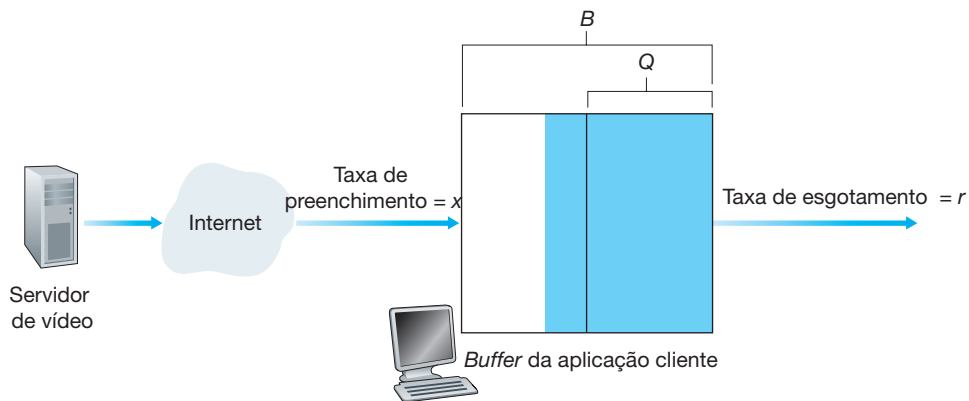 B
Q
Taxa de
preenchimento = x
Taxa de esgotamento = r
Internet
Servidor
de vídeo
Buffer da aplicação cliente